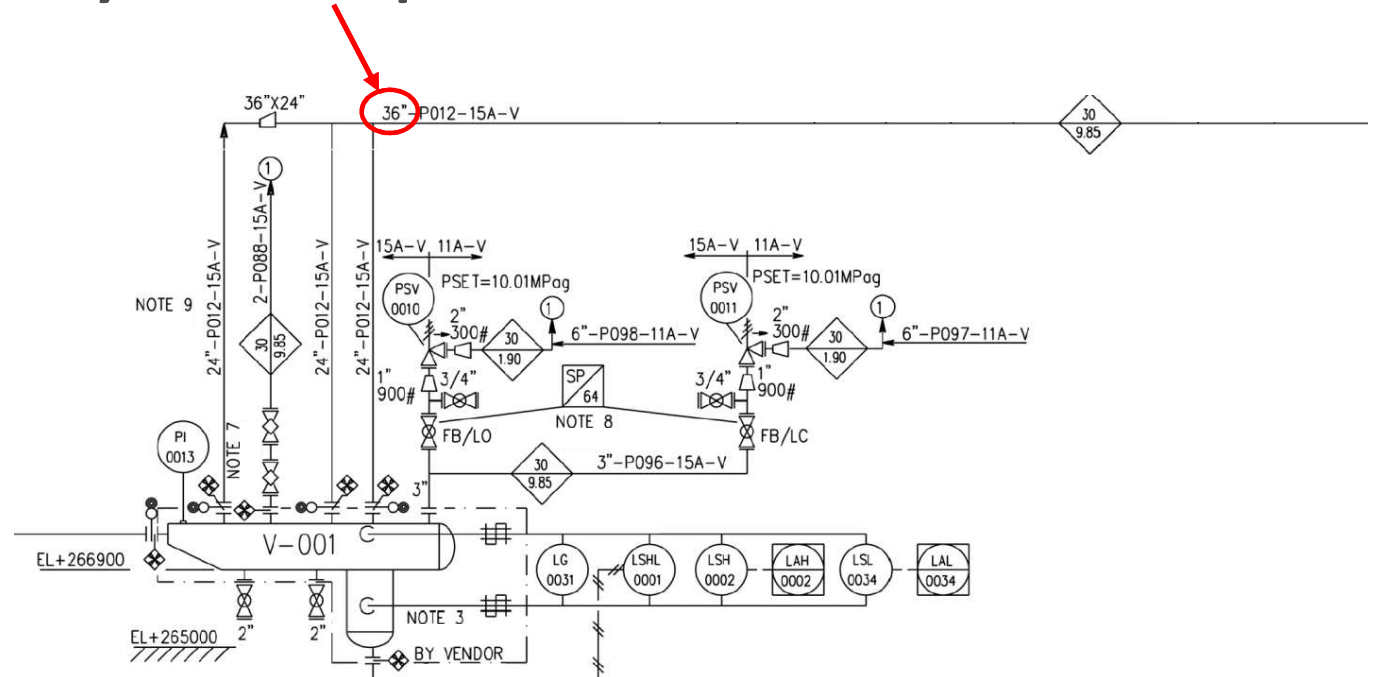 36"X24"
36"-P012-15A-V
30
9.85
1
24"-P012-15A-V
2-P088-15A-V
24"-P012-15A-V
24"-P012-15A-V
NOTE 9
30
9.85
15A-V 11A-V
PSV
0010
PSET=10.01MPag
2"
300#
30
1.90
1
6"-P098-11A-V
15A-V 11A-V
PSV
0011
PSET=10.01MPag
2"
300#
30
1.90
1
6"-P097-11A-V
1"
900#
3/4"
SP
64
NOTE 8
3/4"
1"
900#
FB/LO
FB/LC
PI
0013
NOTE 7
3"
30
9.85
3"-P096-15A-V
V-001
EL+266900
LG
0031
LSHL
0001
LSH
0002
LAH
0002
LSL
0034
LAL
0034
NOTE 3
EL+265000
2"
2"
BY VENDOR